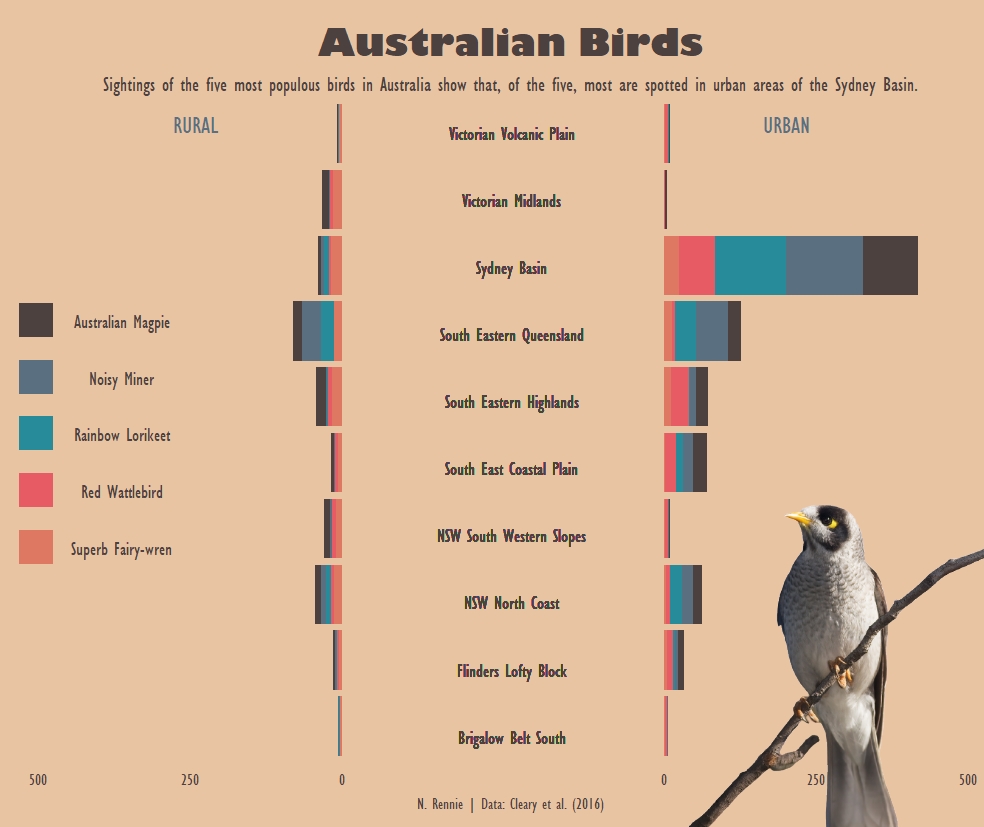 Australian Birds
Sightings of the five most populous birds in Australia show that, of the five, most are spotted in urban areas of the Sydney Basin.
RURAL
URBAN
Victorian Volcanic Plain
Victorian Midlands
Sydney Basin
South Eastern Queensland
South Eastern Highlands
South East Coastal Plain
NSW South Western Slopes
NSW North Coast
Flinders Lofty Block
Brigalow Belt South
Australian Magpie
Noisy Miner
Rainbow Lorikeet
Red Wattlebird
Superb Fairy-wren
500 250 0
0 250 500
N. Rennie | Data: Cleary et al. (2016)